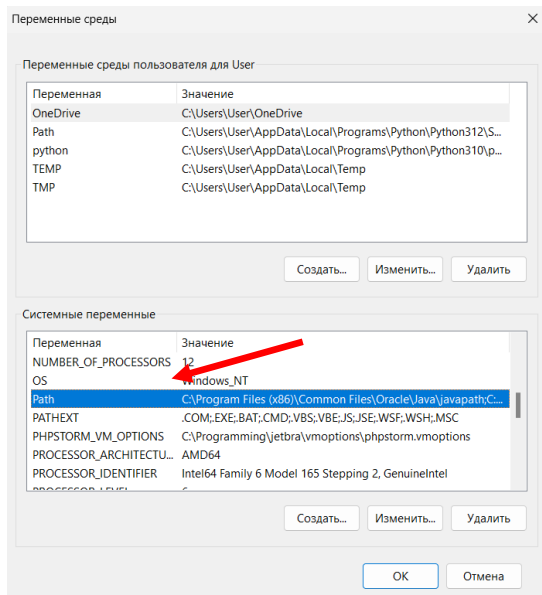 Переменные среды
Переменные среды пользователя для User
Переменная Значение
OneDrive C:\Users\User\OneDrive
Path C:\Users\User\AppData\Local\Programs\Python\Python312\S...
python C:\Users\User\AppData\Local\Programs\Python\Python310\p...
TEMP C:\Users\User\AppData\Local\Temp
TMP C:\Users\User\AppData\Local\Temp
Создать... Изменить... Удалить
Системные переменные
Переменная Значение
NUMBER_OF_PROCESSORS 12
OS Windows_NT
Path C:\Program Files (x86)\Common Files\Oracle\Java\javapath;C:...
PATHEXT .COM;.EXE;.BAT;.CMD;.VBS;.VBE;.JS;.JSE;.WSF;.WSH;.MSC
PHPSTORM_VM_OPTIONS C:\Programming\jetbra\vmoptions\phpstorm.vmoptions
PROCESSOR_ARCHITECTU... AMD64
PROCESSOR_IDENTIFIER Intel64 Family 6 Model 165 Stepping 2, GenuineIntel
PROCESSOR_LEVEL 6
Создать... Изменить... Удалить
ОК Отмена